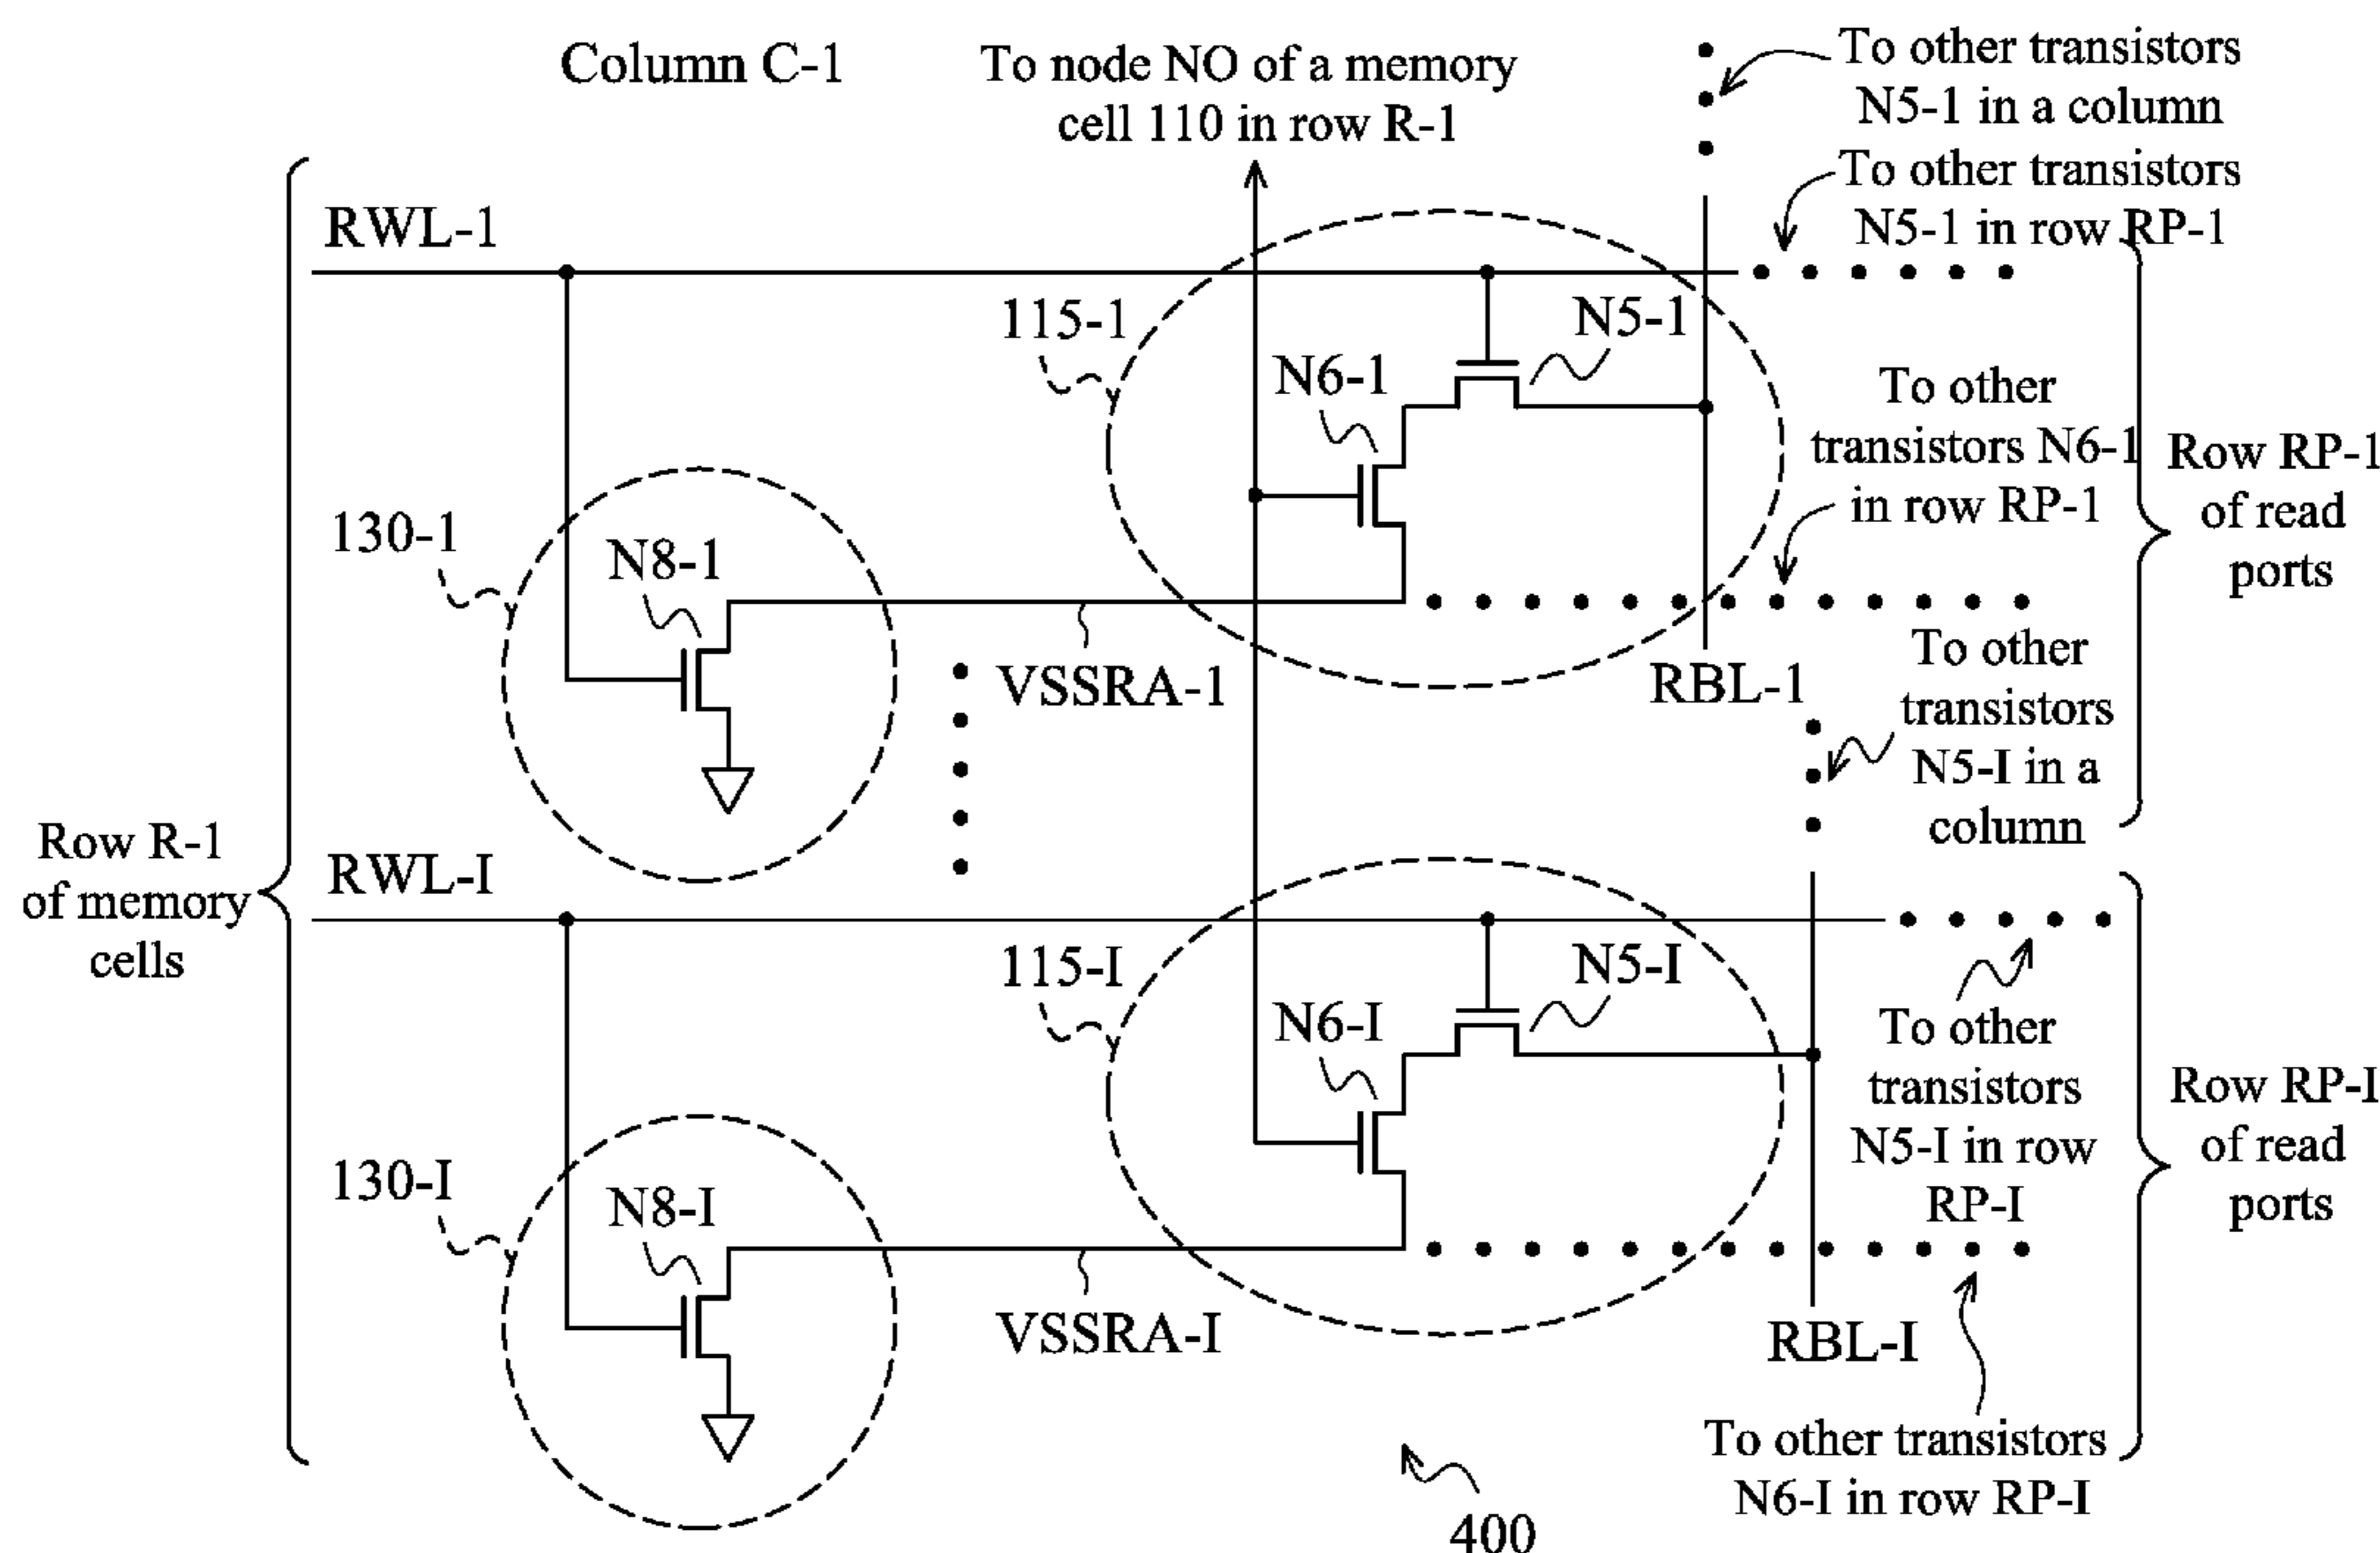 Column C-1
To node NO of a memory
cell 110 in row R-1
To other transistors
N5-1 in a column
To other transistors
N5-1 in row RP-1
RWL-1
115-1
N5-1
N6-1
To other
transistors N6-1
in row RP-1
Row RP-1
of read
ports
130-1
N8-1
VSSRA-1
RBL-1
To other
transistors
N5-I in a
column
Row R-1
of memory
cells
RWL-I
115-I
N5-I
N6-I
To other
transistors
N5-I in row
RP-I
Row RP-I
of read
ports
130-I
N8-I
VSSRA-I
RBL-I
To other transistors
N6-I in row RP-I
400